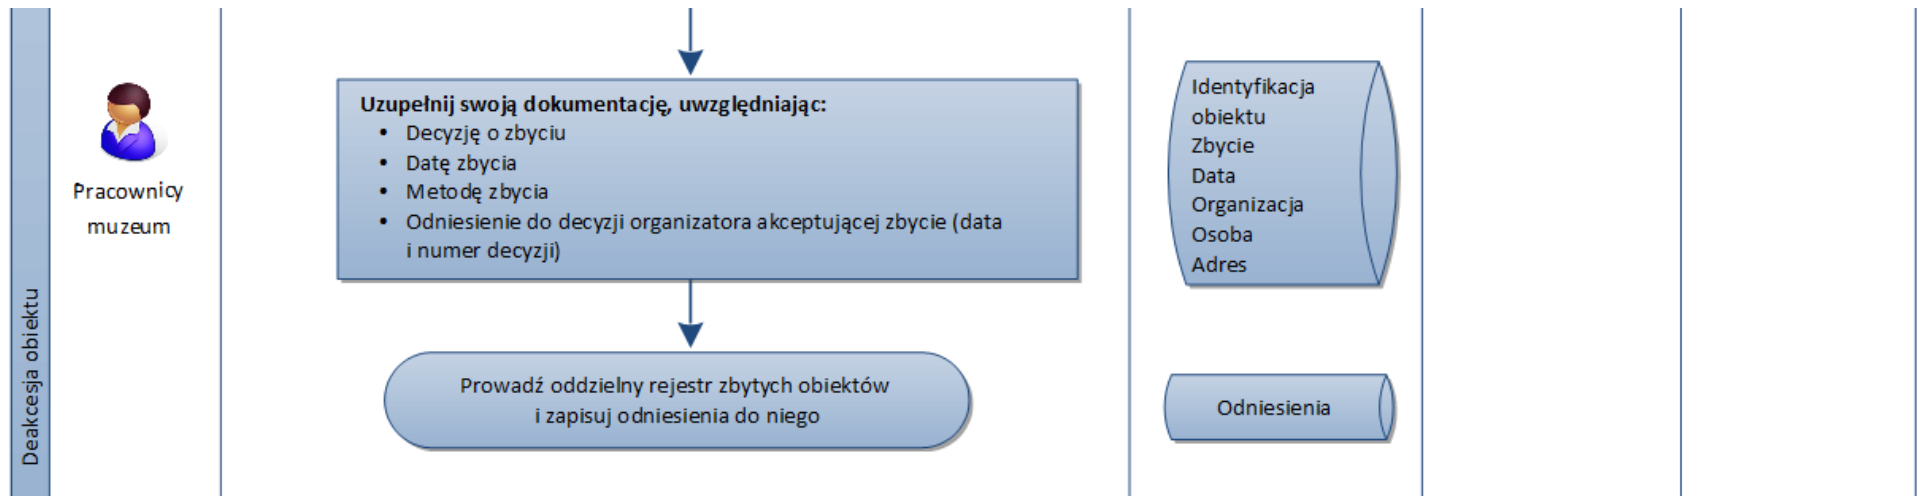 Deakcesja obiektu
Pracownicy
muzeum
Uzupełnij swoją dokumentację, uwzględniając:
• Decyzję o zbyciu
• Datę zbycia
• Metodę zbycia
• Odniesienie do decyzji organizatora akceptującej zbycie (data
i numer decyzji)
Identyfikacja
obiektu
Zbycie
Data
Organizacja
Osoba
Adres
Prowadź oddzielny rejestr zbytych obiektów
i zapisuj odniesienia do niego
Odniesienia